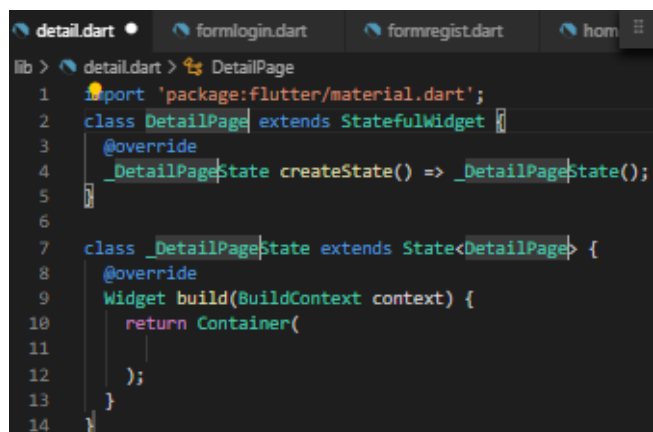 detail.dart formlogin.dart formregist.dart hom
lib > detail.dart > DetailPage
1 import 'package:flutter/material.dart';
2 class DetailPage extends StatefulWidget {
3 @override
4 _DetailPageState createState() => _DetailPageState();
5 }
6
7 class _DetailPageState extends State<DetailPage> {
8 @override
9 Widget build(BuildContext context) {
10 return Container(
11
12 );
13 }
14 }